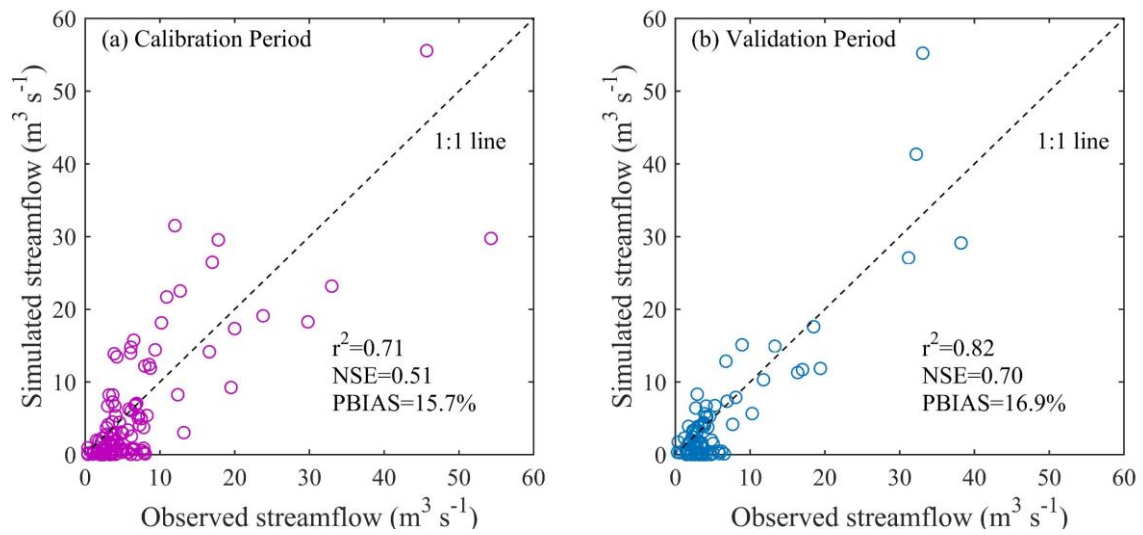 (a) Calibration Period
1:1 line
r²=0.71
NSE=0.51
PBIAS=15.7%
Simulated streamflow (m³ s⁻¹)
60
50
40
30
20
10
0
0 10 20 30 40 50 60
Observed streamflow (m³ s⁻¹)
(b) Validation Period
1:1 line
r²=0.82
NSE=0.70
PBIAS=16.9%
Simulated streamflow (m³ s⁻¹)
60
50
40
30
20
10
0
0 10 20 30 40 50 60
Observed streamflow (m³ s⁻¹)